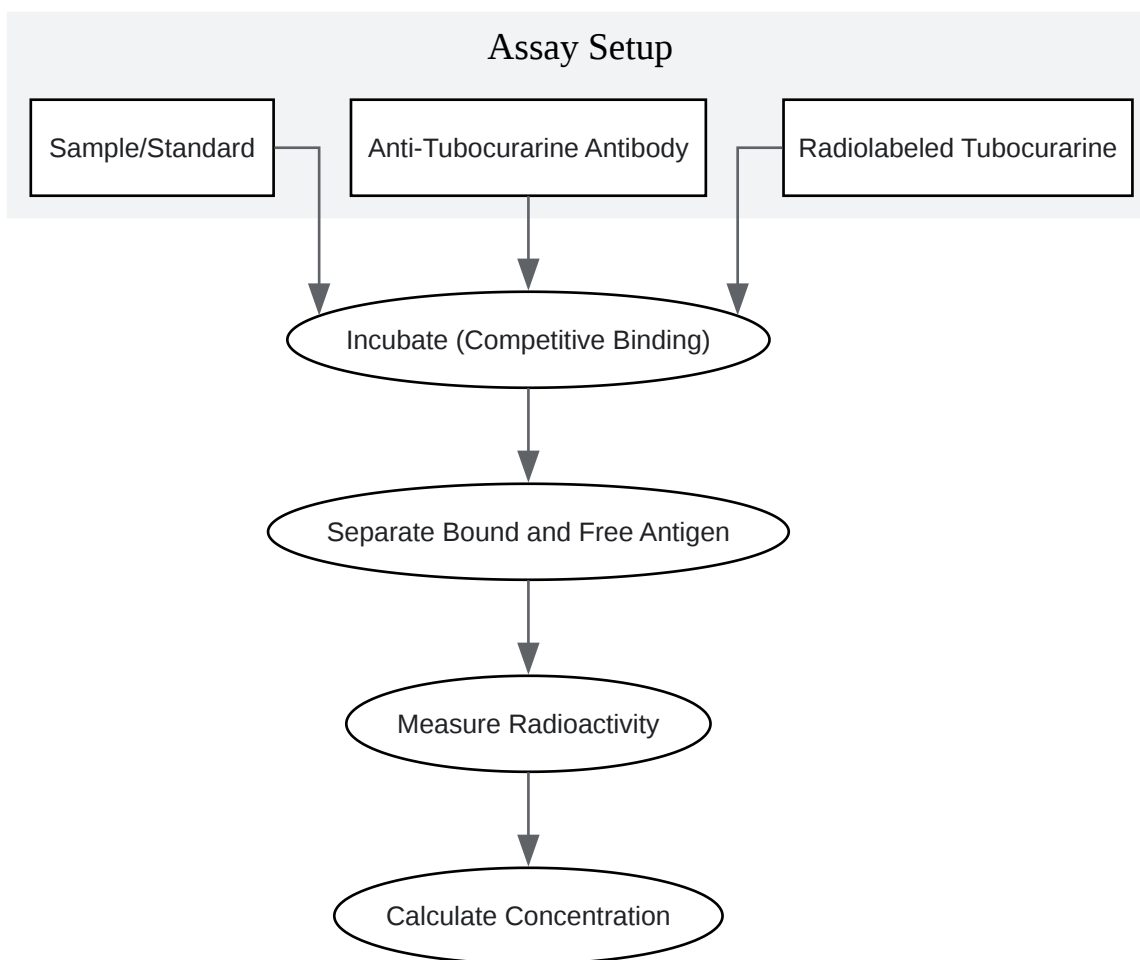 Assay Setup
Sample/Standard
Anti-Tubocurarine Antibody
Radiolabeled Tubocurarine
Incubate (Competitive Binding)
Separate Bound and Free Antigen
Measure Radioactivity
Calculate Concentration